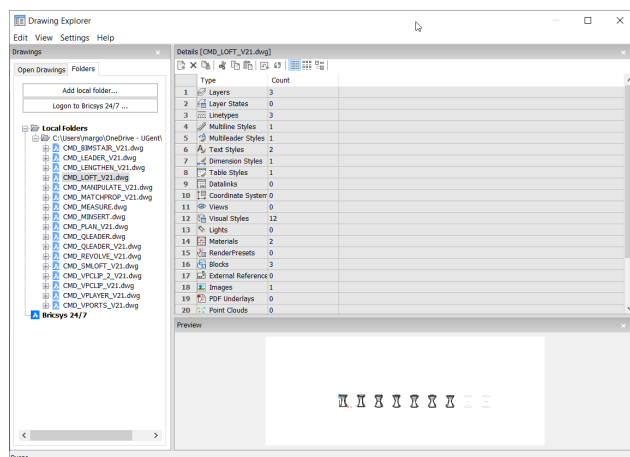 Drawing Explorer
Edit View Settings Help
Drawings
Open Drawings Folders
Add local folder...
Logon to Bricsys 24/7 ...
Local Folders
C:\Users\margo\OneDrive - UGent\
CMD_BIMSTAIR_V21.dwg
CMD_LEADER_V21.dwg
CMD_LENGTHEN_V21.dwg
CMD_LOFT_V21.dwg
CMD_MANIPULATE_V21.dwg
CMD_MATCHPROP_V21.dwg
CMD_MEASURE.dwg
CMD_MINSERT.dwg
CMD_PLAN_V21.dwg
CMD_QLEADER.dwg
CMD_QLEADER_V21.dwg
CMD_REVOLVE_V21.dwg
CMD_SMLOFT_V21.dwg
CMD_VPCLIP_2_V21.dwg
CMD_VPCLIP_V21.dwg
CMD_VPLAYER_V21.dwg
CMD_VPORTS_V21.dwg
Bricsys 24/7
Details [CMD_LOFT_V21.dwg]
Type Count
1 Layers 3
2 Layer States 0
3 Linetypes 3
4 Multiline Styles 1
5 Multileader Styles 1
6 Text Styles 2
7 Dimension Styles 1
8 Table Styles 1
9 Datalinks 0
10 Coordinate System 0
11 Views 0
12 Visual Styles 12
13 Lights 0
14 Materials 2
15 RenderPresets 0
16 Blocks 3
17 External Reference 0
18 Images 1
19 PDF Underlays 0
20 Point Clouds 0
Preview